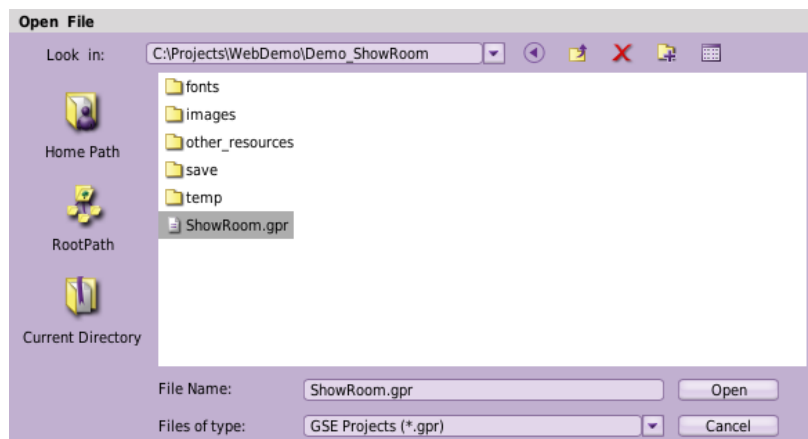 Open File
Look in: C:\Projects\WebDemo\Demo_ShowRoom
fonts
images
other_resources
save
temp
ShowRoom.gpr
Home Path
RootPath
Current Directory
File Name: ShowRoom.gpr Open
Files of type: GSE Projects (*.gpr) Cancel